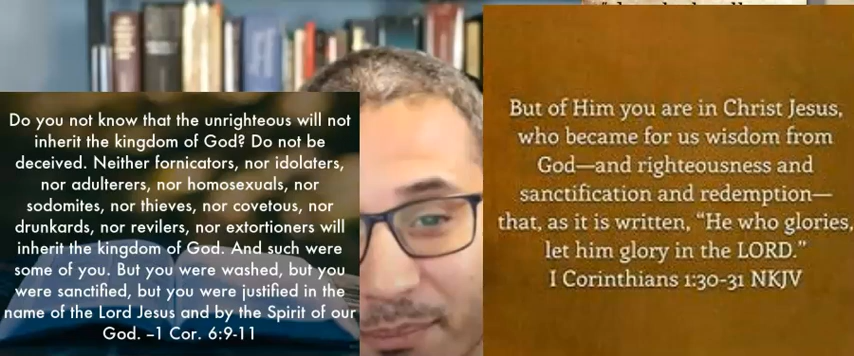 Do you not know that the unrighteous will not
inherit the kingdom of God? Do not be
deceived. Neither fornicators, nor idolaters,
nor adulterers, nor homosexuals, nor
sodomites, nor thieves, nor covetous, nor
drunkards, nor revilers, nor extortioners will
inherit the kingdom of God. And such were
some of you. But you were washed, but you
were sanctified, but you were justified in the
name of the Lord Jesus and by the Spirit of our
God. –1 Cor. 6:9-11
But of Him you are in Christ Jesus,
who became for us wisdom from
God—and righteousness and
sanctification and redemption—
that, as it is written, “He who glories,
let him glory in the LORD.”
I Corinthians 1:30-31 NKJV